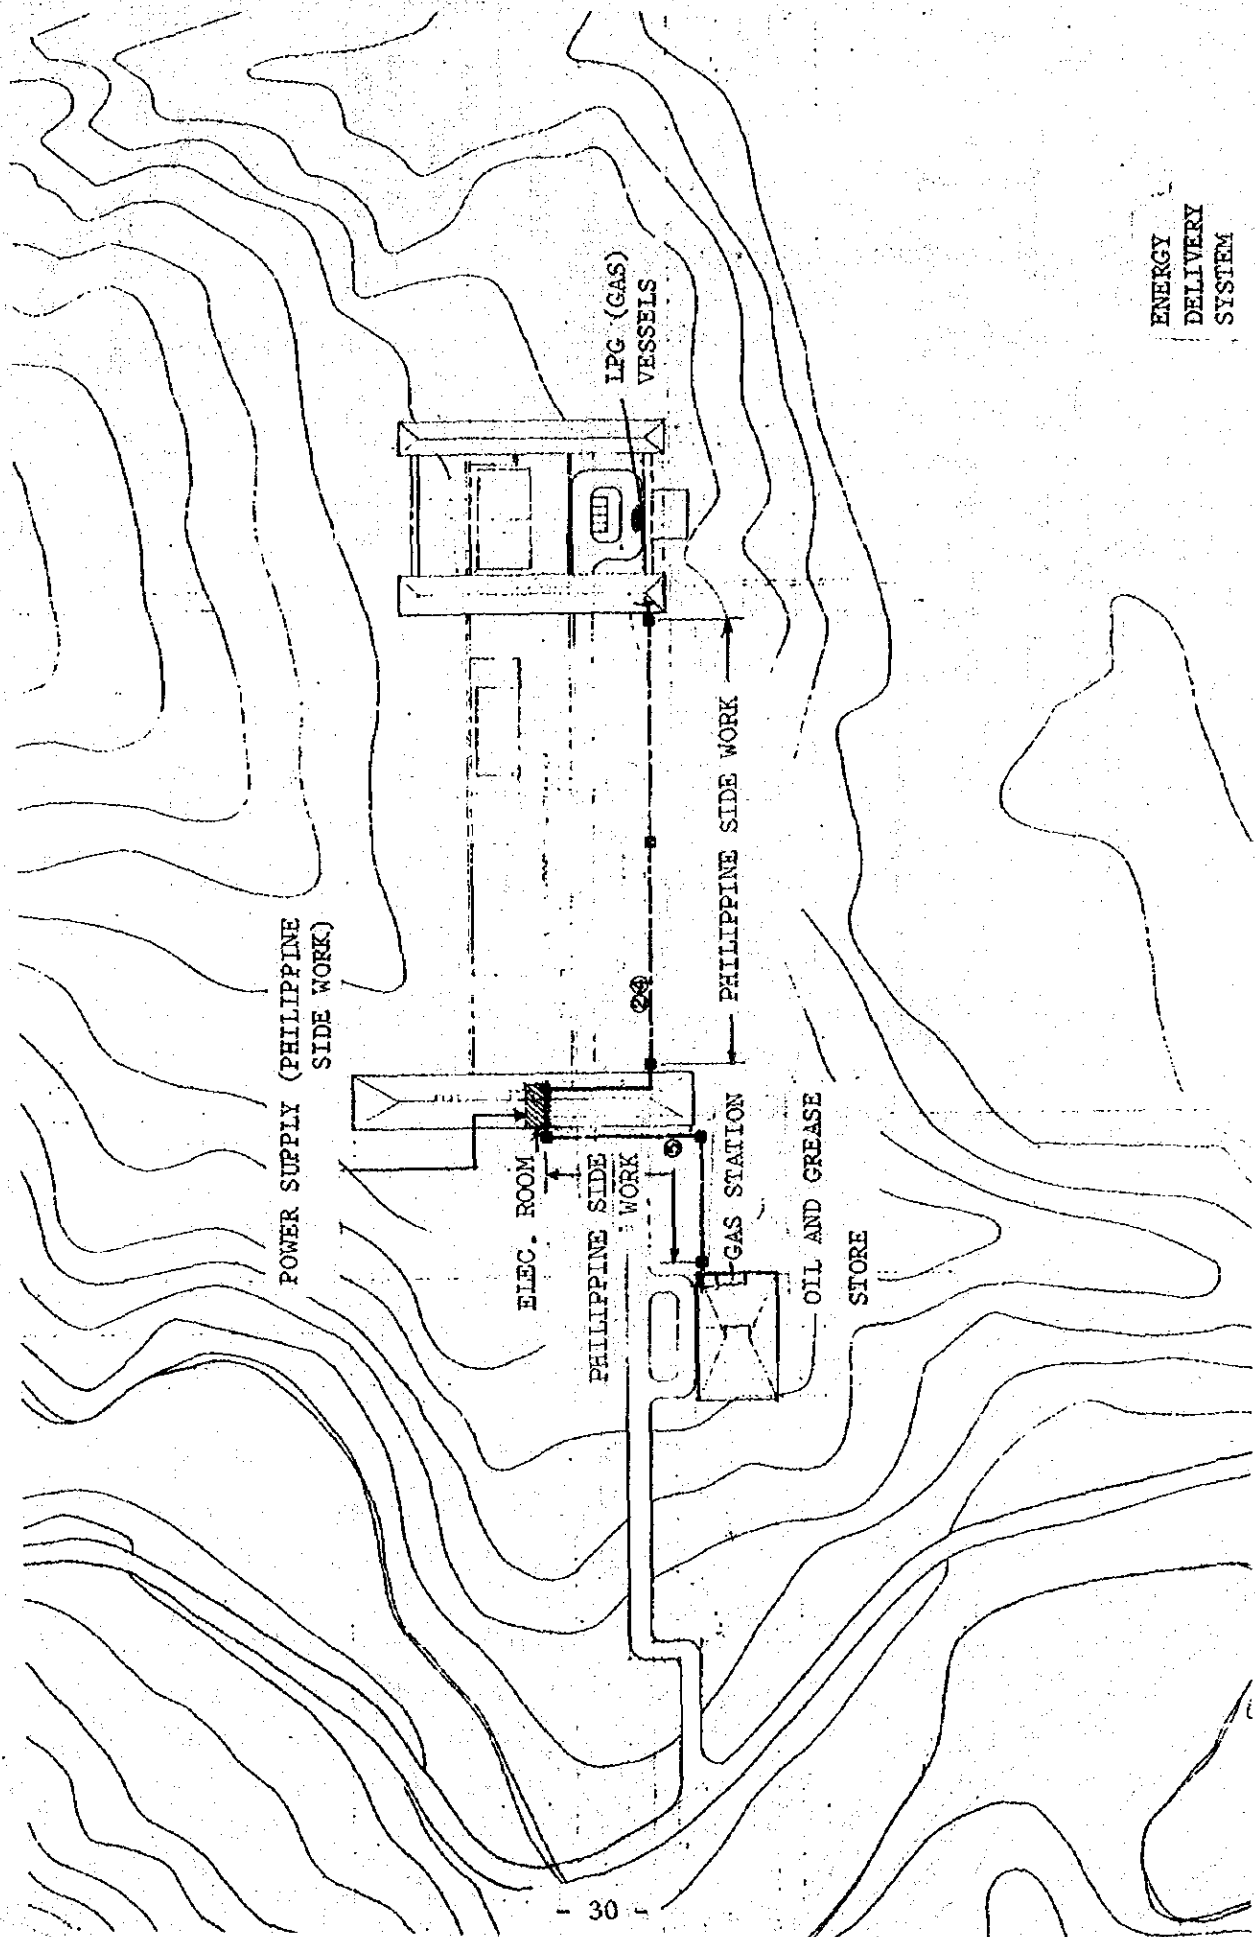 POWER SUPPLY (PHILIPPINE
SIDE WORK)
ELEC. ROOM
PHILIPPINE SIDE
WORK
5
GAS STATION
OIL AND GREASE
STORE
PHILIPPINE SIDE WORK
LPG (GAS)
VESSELS
ENERGY
DELIVERY
SYSTEM
- 30 -